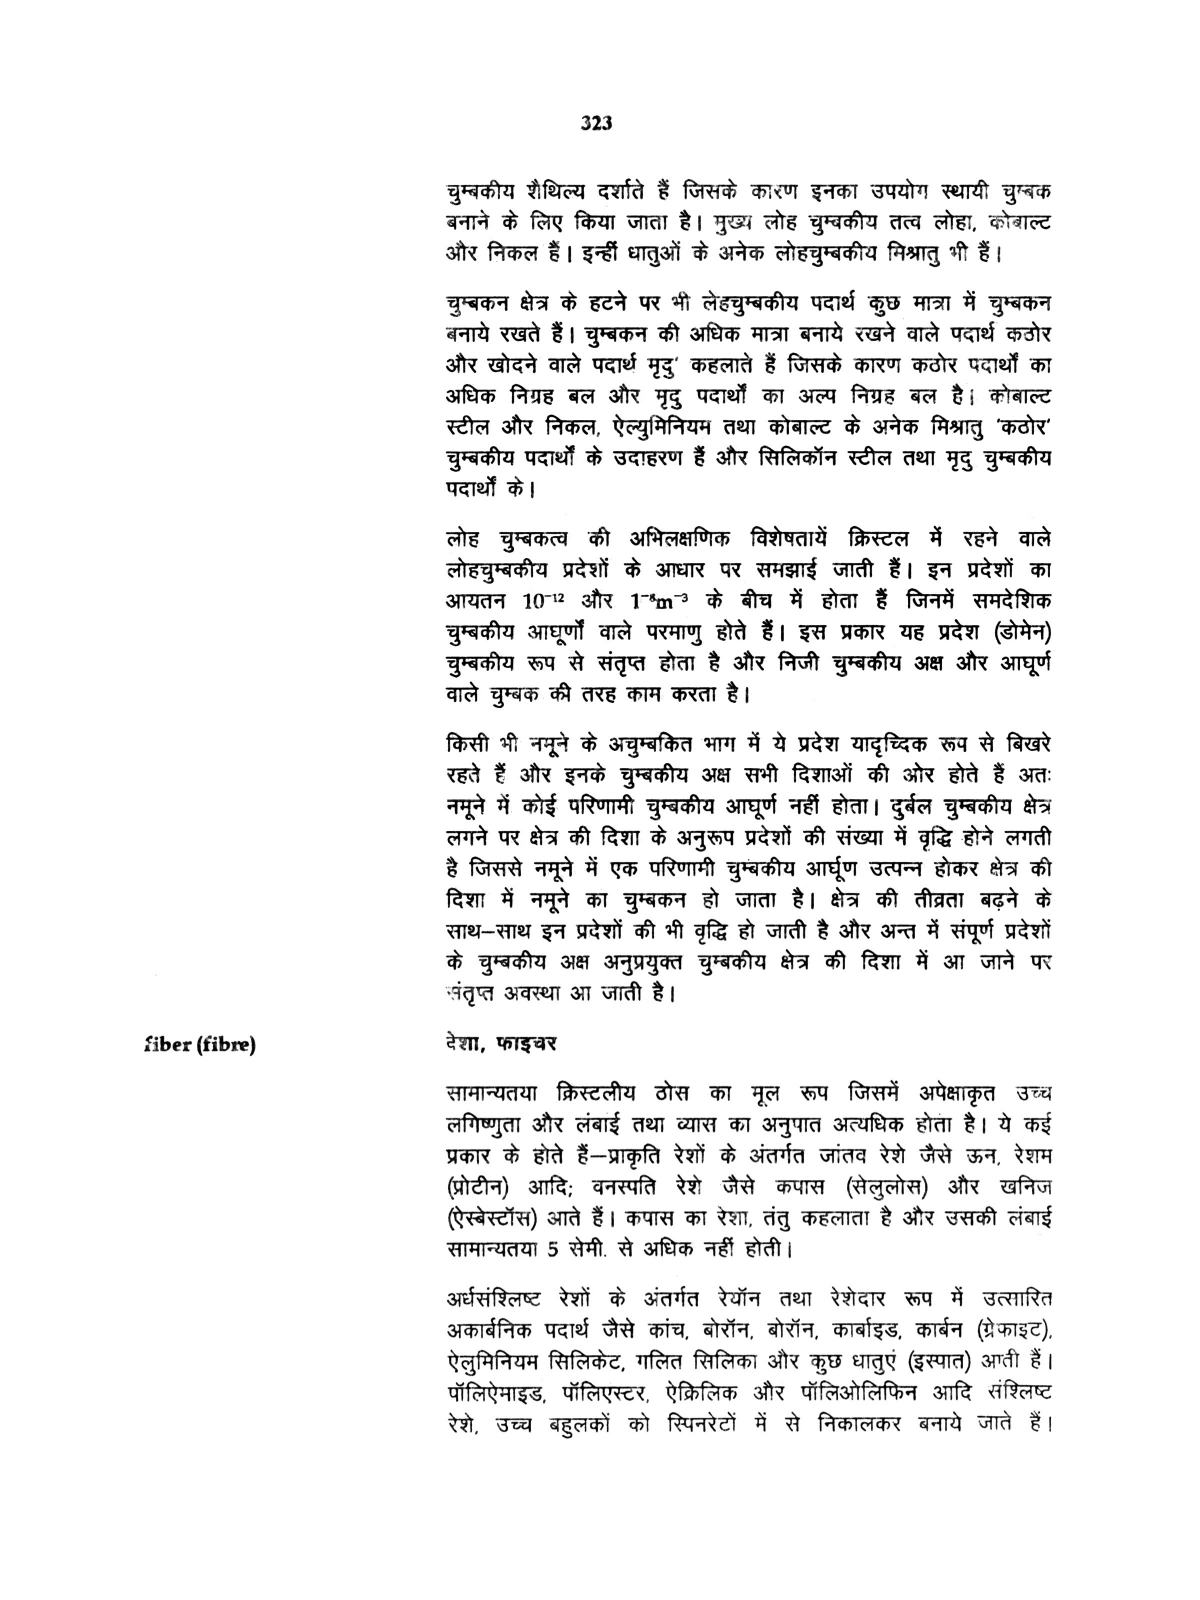 323
चुम्बकीय शैथिल्य दर्शाते हैं जिसके कारण इनका उपयोग स्थायी चुम्बक
बनाने के लिए किया जाता है। मुख्य लोह चुम्बकीय तत्व लोहा, कोबाल्ट
और निकल हैं। इन्हीं धातुओं के अनेक लोहचुम्बकीय मिश्रातु भी हैं।
चुम्बकन क्षेत्र के हटने पर भी लेहचुम्बकीय पदार्थ कुछ मात्रा में चुम्बकन
बनाये रखते हैं। चुम्बकन की अधिक मात्रा बनाये रखने वाले पदार्थ कठोर
और खोदने वाले पदार्थ मृदु' कहलाते हैं जिसके कारण कठोर पदार्थों का
अधिक निग्रह बल और मृदु पदार्थों का अल्प निग्रह बल है। कोबाल्ट
स्टील और निकल, ऐल्युमिनियम तथा कोबाल्ट के अनेक मिश्रातु 'कठोर'
चुम्बकीय पदार्थों के उदाहरण हैं और सिलिकॉन स्टील तथा मृदु चुम्बकीय
पदार्थों के।
लोह चुम्बकत्व की अभिलक्षणिक विशेषतायें क्रिस्टल में रहने वाले
लोहचुम्बकीय प्रदेशों के आधार पर समझाई जाती हैं। इन प्रदेशों का
आयतन 10⁻¹² और 1⁻⁸m⁻³ के बीच में होता हैं जिनमें समदेशिक
चुम्बकीय आघूर्णों वाले परमाणु होते हैं। इस प्रकार यह प्रदेश (डोमेन)
चुम्बकीय रूप से संतृप्त होता है और निजी चुम्बकीय अक्ष और आघूर्ण
वाले चुम्बक की तरह काम करता है।
किसी भी नमूने के अचुम्बकित भाग में ये प्रदेश यादृच्दिक रूप से बिखरे
रहते हैं और इनके चुम्बकीय अक्ष सभी दिशाओं की ओर होते हैं अतः
नमूने में कोई परिणामी चुम्बकीय आघूर्ण नहीं होता। दुर्बल चुम्बकीय क्षेत्र
लगने पर क्षेत्र की दिशा के अनुरूप प्रदेशों की संख्या में वृद्धि होने लगती
है जिससे नमूने में एक परिणामी चुम्बकीय आर्घूण उत्पन्न होकर क्षेत्र की
दिशा में नमूने का चुम्बकन हो जाता है। क्षेत्र की तीव्रता बढ़ने के
साथ–साथ इन प्रदेशों की भी वृद्धि हो जाती है और अन्त में संपूर्ण प्रदेशों
के चुम्बकीय अक्ष अनुप्रयुक्त चुम्बकीय क्षेत्र की दिशा में आ जाने पर
संतृप्त अवस्था आ जाती है।
fiber (fibre) देशा, फाइचर
सामान्यतया क्रिस्टलीय ठोस का मूल रूप जिसमें अपेक्षाकृत उच्च
लगिष्णुता और लंबाई तथा व्यास का अनुपात अत्यधिक होता है। ये कई
प्रकार के होते हैं–प्राकृति रेशों के अंतर्गत जांतव रेशे जैसे ऊन, रेशम
(प्रोटीन) आदि; वनस्पति रेशे जैसे कपास (सेलुलोस) और खनिज
(ऐस्बेस्टॉस) आते हैं। कपास का रेशा, तंतु कहलाता है और उसकी लंबाई
सामान्यतया 5 सेमी. से अधिक नहीं होती।
अर्धसंश्लिष्ट रेशों के अंतर्गत रेयॉन तथा रेशेदार रूप में उत्सारित
अकार्बनिक पदार्थ जैसे कांच, बोरॉन, बोरॉन, कार्बाइड, कार्बन (ग्रेफाइट),
ऐलुमिनियम सिलिकेट, गलित सिलिका और कुछ धातुएं (इस्पात) आती हैं।
पॉलिऐमाइड, पॉलिएस्टर, ऐक्रिलिक और पॉलिओलिफिन आदि संश्लिष्ट
रेशे, उच्च बहुलकों को स्पिनरेटों में से निकालकर बनाये जाते हैं।